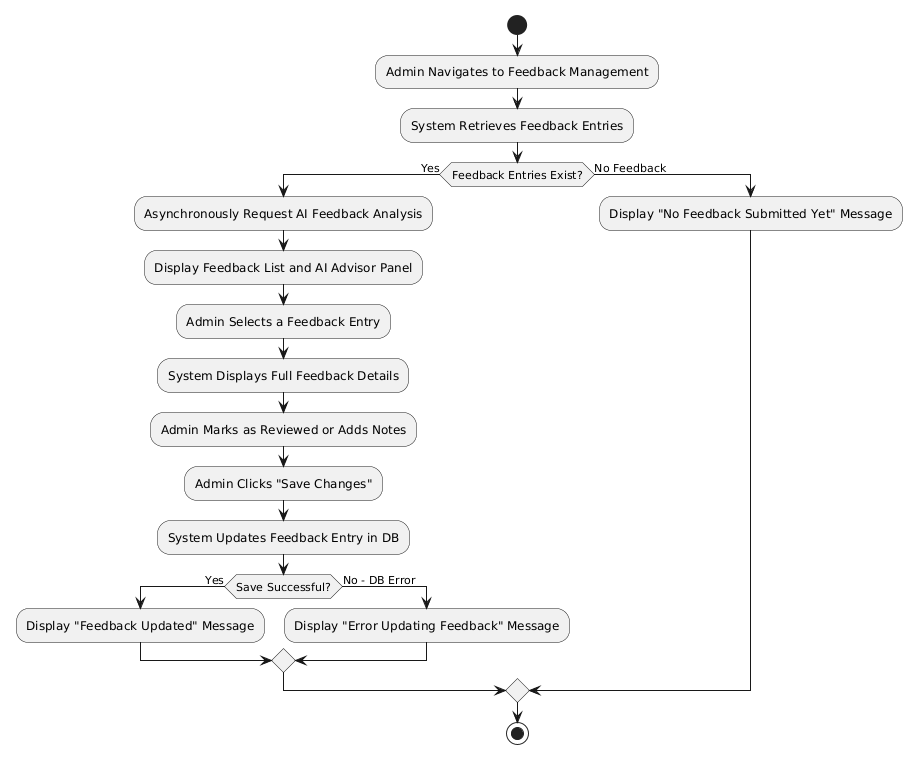 Admin Navigates to Feedback Management
System Retrieves Feedback Entries
Yes
Feedback Entries Exist?
No Feedback
Asynchronously Request AI Feedback Analysis
Display "No Feedback Submitted Yet" Message
Display Feedback List and AI Advisor Panel
Admin Selects a Feedback Entry
System Displays Full Feedback Details
Admin Marks as Reviewed or Adds Notes
Admin Clicks "Save Changes"
System Updates Feedback Entry in DB
Yes
Save Successful?
No - DB Error
Display "Feedback Updated" Message
Display "Error Updating Feedback" Message